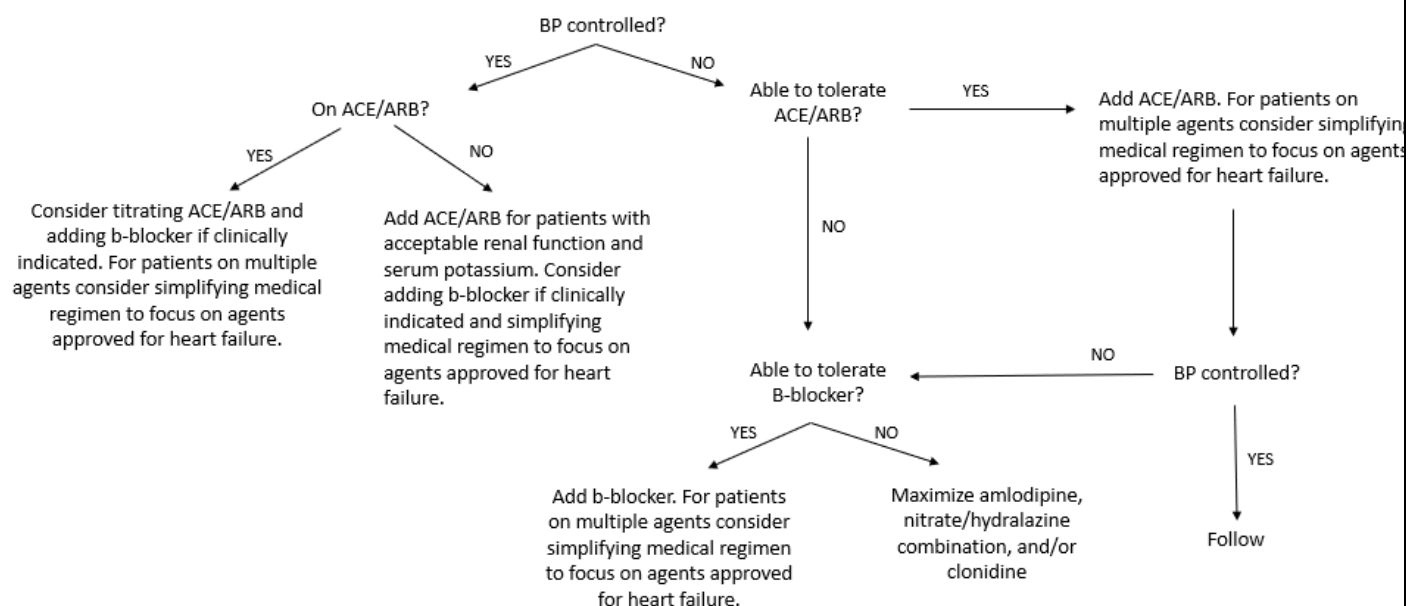 BP controlled?
YES
NO
On ACE/ARB?
Able to tolerate
ACE/ARB?
YES
Add ACE/ARB. For patients on
multiple agents consider simplifying
medical regimen to focus on agents
approved for heart failure.
YES
NO
Consider titrating ACE/ARB and
adding b-blocker if clinically
indicated. For patients on multiple
agents consider simplifying medical
regimen to focus on agents
approved for heart failure.
Add ACE/ARB for patients with
acceptable renal function and
serum potassium. Consider
adding b-blocker if clinically
indicated and simplifying
medical regimen to focus on
agents approved for heart
failure.
NO
Able to tolerate
B-blocker?
NO
BP controlled?
YES
NO
YES
Add b-blocker. For patients
on multiple agents consider
simplifying medical regimen
to focus on agents approved
for heart failure.
Maximize amlodipine,
nitrate/hydralazine
combination, and/or
clonidine
Follow